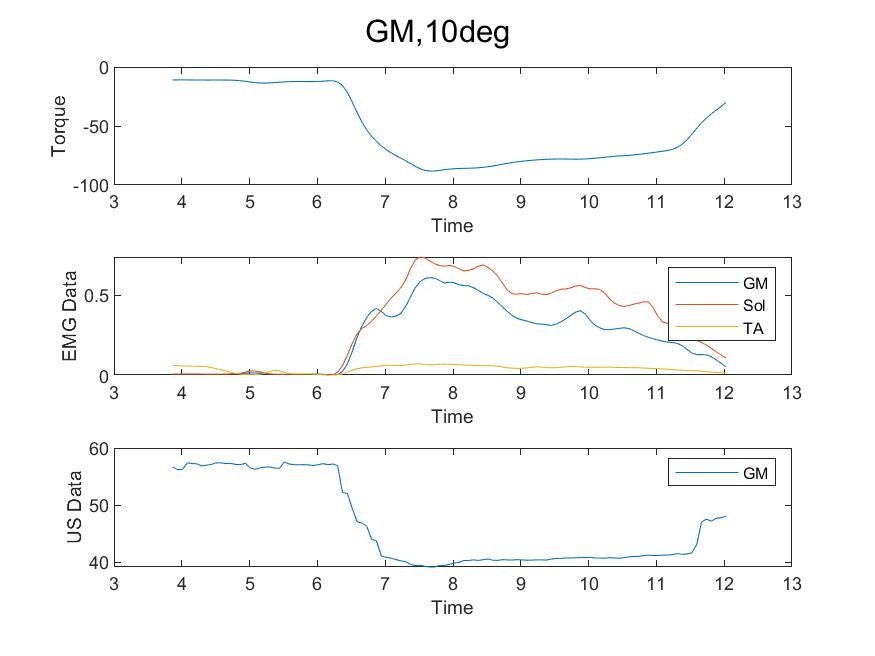 GM,10deg
0
-50
-100
Torque
3 4 5 6 7 8 9 10 11 12 13
Time
0.5
0
EMG Data
GM
Sol
TA
3 4 5 6 7 8 9 10 11 12 13
Time
60
50
40
US Data
GM
3 4 5 6 7 8 9 10 11 12 13
Time